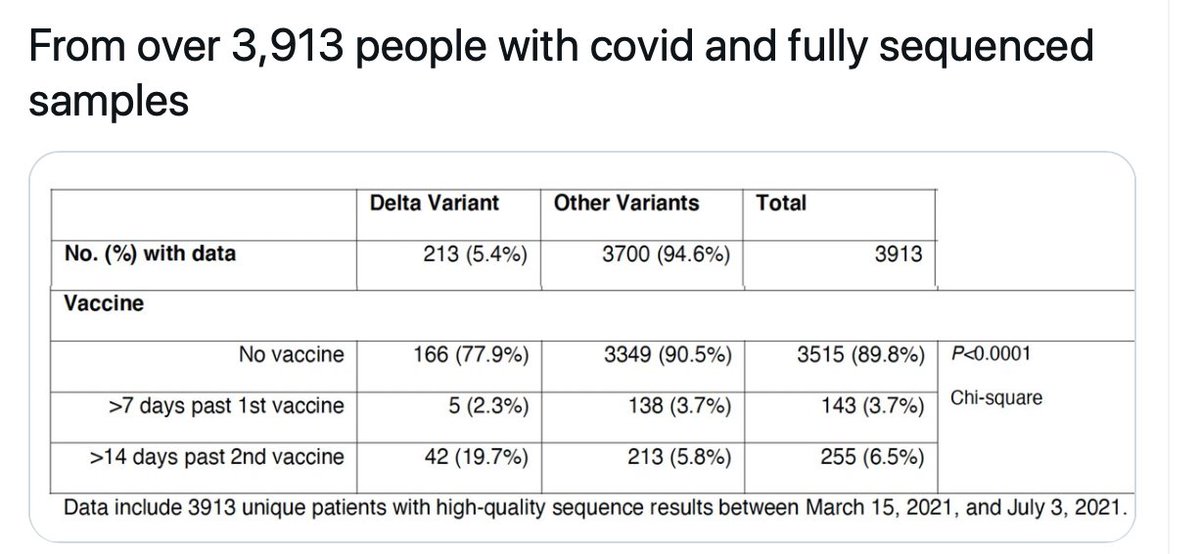 From over 3,913 people with covid and fully sequenced
samples
Delta Variant Other Variants Total
No. (%) with data 213 (5.4%) 3700 (94.6%) 3913
Vaccine
No vaccine 166 (77.9%) 3349 (90.5%) 3515 (89.8%) P<0.0001
>7 days past 1st vaccine 5 (2.3%) 138 (3.7%) 143 (3.7%) Chi-square
>14 days past 2nd vaccine 42 (19.7%) 213 (5.8%) 255 (6.5%)
Data include 3913 unique patients with high-quality sequence results between March 15, 2021, and July 3, 2021.